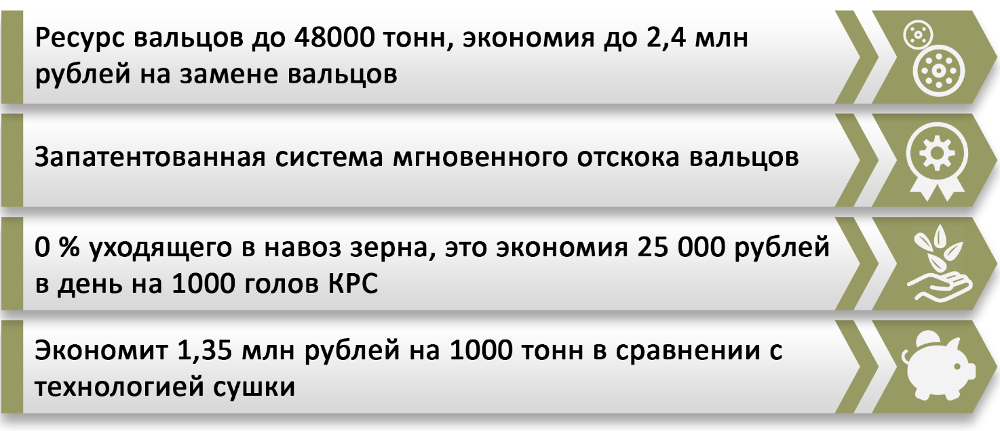 Ресурс вальцов до 48000 тонн, экономия до 2,4 млн
рублей на замене вальцов
Запатентованная система мгновенного отскока вальцов
0 % уходящего в навоз зерна, это экономия 25 000 рублей
в день на 1000 голов КРС
Экономит 1,35 млн рублей на 1000 тонн в сравнении с
технологией сушки